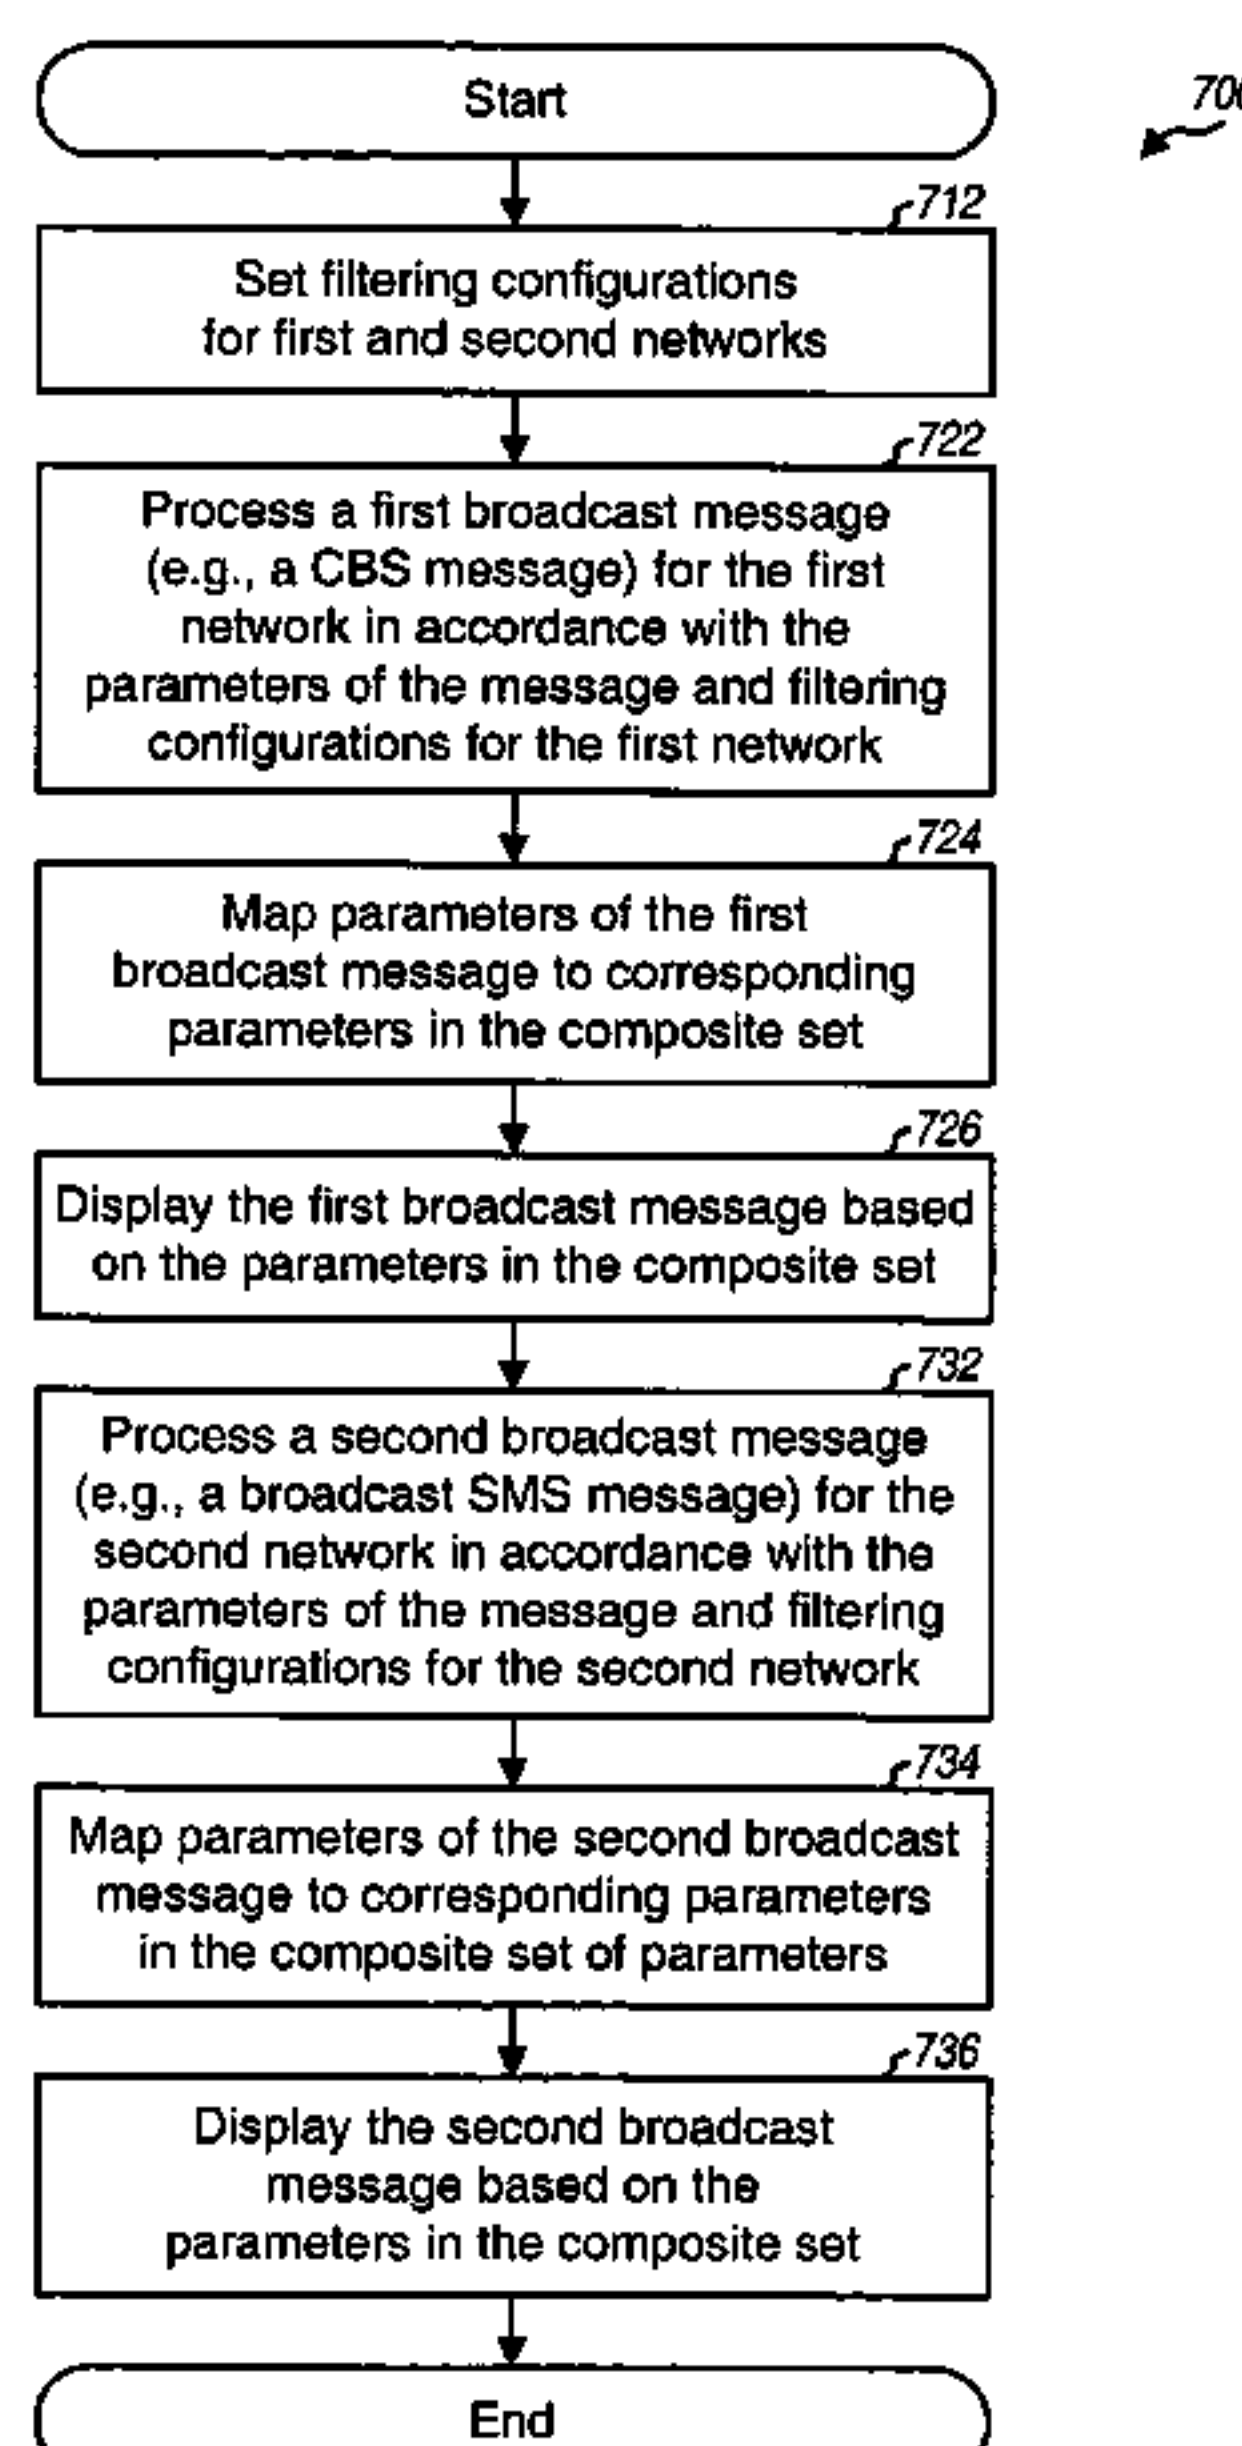 Start
712
Set filtering configurations
for first and second networks
722
Process a first broadcast message
(e.g., a CBS message) for the first
network in accordance with the
parameters of the message and filtering
configurations for the first network
724
Map parameters of the first
broadcast message to corresponding
parameters in the composite set
726
Display the first broadcast message based
on the parameters in the composite set
732
Process a second broadcast message
(e.g., a broadcast SMS message) for the
second network in accordance with the
parameters of the message and filtering
configurations for the second network
734
Map parameters of the second broadcast
message to corresponding parameters
in the composite set of parameters
736
Display the second broadcast
message based on the
parameters in the composite set
End